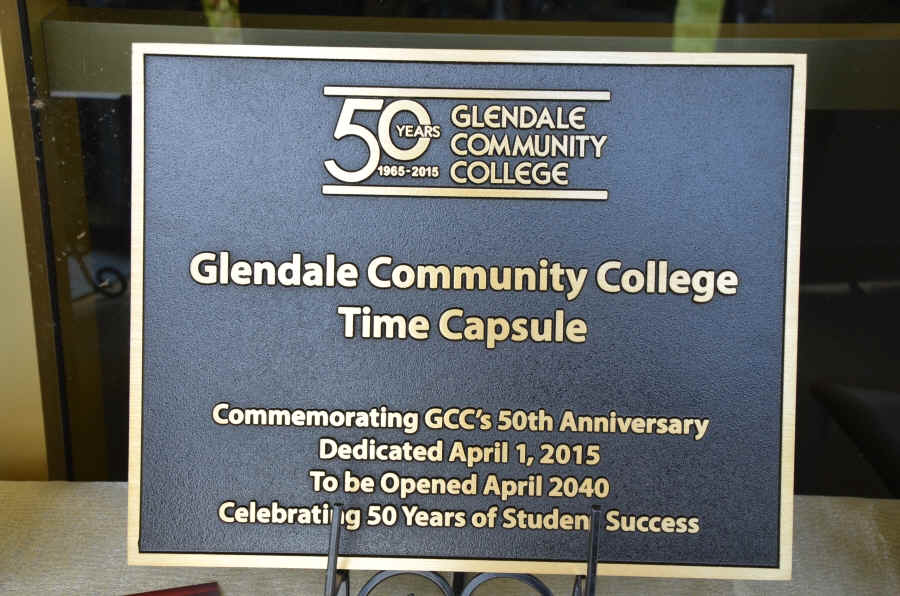 50 YEARS
1965-2015
GLENDALE
COMMUNITY
COLLEGE
Glendale Community College
Time Capsule
Commemorating GCC's 50th Anniversary
Dedicated April 1, 2015
To be Opened April 2040
Celebrating 50 Years of Student Success